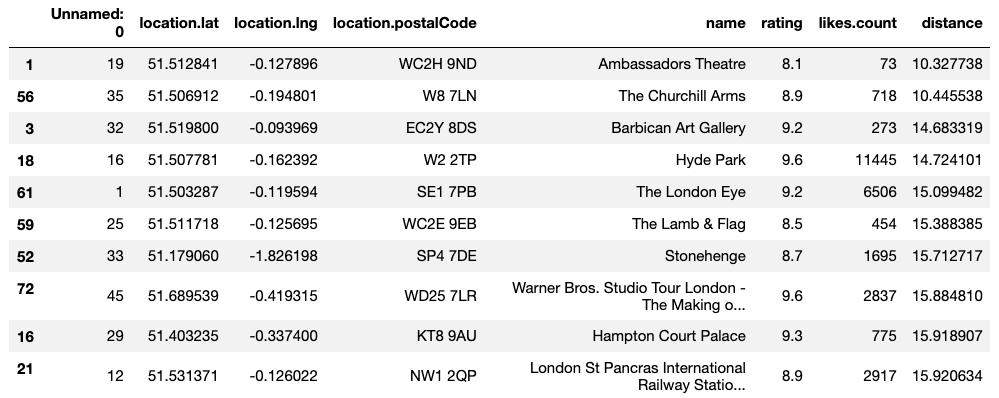 Unnamed: 0 location.lat location.lng location.postalCode name rating likes.count distance
1 19 51.512841 -0.127896 WC2H 9ND Ambassadors Theatre 8.1 73 10.327738
56 35 51.506912 -0.194801 W8 7LN The Churchill Arms 8.9 718 10.445538
3 32 51.519800 -0.093969 EC2Y 8DS Barbican Art Gallery 9.2 273 14.683319
18 16 51.507781 -0.162392 W2 2TP Hyde Park 9.6 11445 14.724101
61 1 51.503287 -0.119594 SE1 7PB The London Eye 9.2 6506 15.099482
59 25 51.511718 -0.125695 WC2E 9EB The Lamb & Flag 8.5 454 15.388385
52 33 51.179060 -1.826198 SP4 7DE Stonehenge 8.7 1695 15.712717
72 45 51.689539 -0.419315 WD25 7LR Warner Bros. Studio Tour London - The Making o... 9.6 2837 15.884810
16 29 51.403235 -0.337400 KT8 9AU Hampton Court Palace 9.3 775 15.918907
21 12 51.531371 -0.126022 NW1 2QP London St Pancras International Railway Statio... 8.9 2917 15.920634